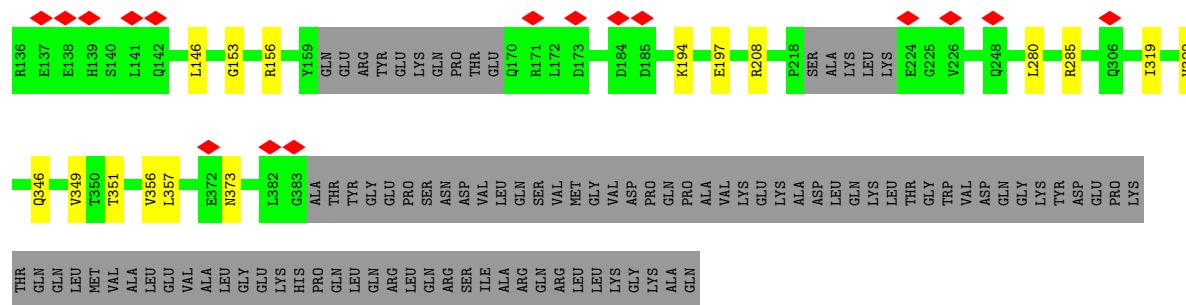 R136 E137 E138 H139 S140 L141 Q142 L146 G153 R156 Y159 GLN GLU ARG TYR GLU LYS GLN PRO THR GLU Q170 R171 L172 D173 D184 D185 K194 E197 R208 P218 SER ALA LYS LEU LYS E224 G225 V226 Q248 L280 R285 Q306 I319
Q346 V349 T350 T351 V356 L357 E372 N373 L382 G383 ALA THR TYR GLY GLU PRO SER ASN ASP VAL LEU GLN SER VAL MET GLY VAL ASP PRO GLN PRO ALA VAL LYS GLU LYS ALA ASP LEU GLN LYS LEU THR GLY TRP VAL ASP GLN GLY LYS TYR ASP GLU PRO LYS
THR GLN GLN LEU MET VAL ALA LEU GLU VAL ALA LEU GLY GLU LYS HIS PRO GLN LEU GLN ARG LEU GLN ARG SER ILE ALA ARG GLN ARG LEU LEU LYS GLY LYS ALA GLN